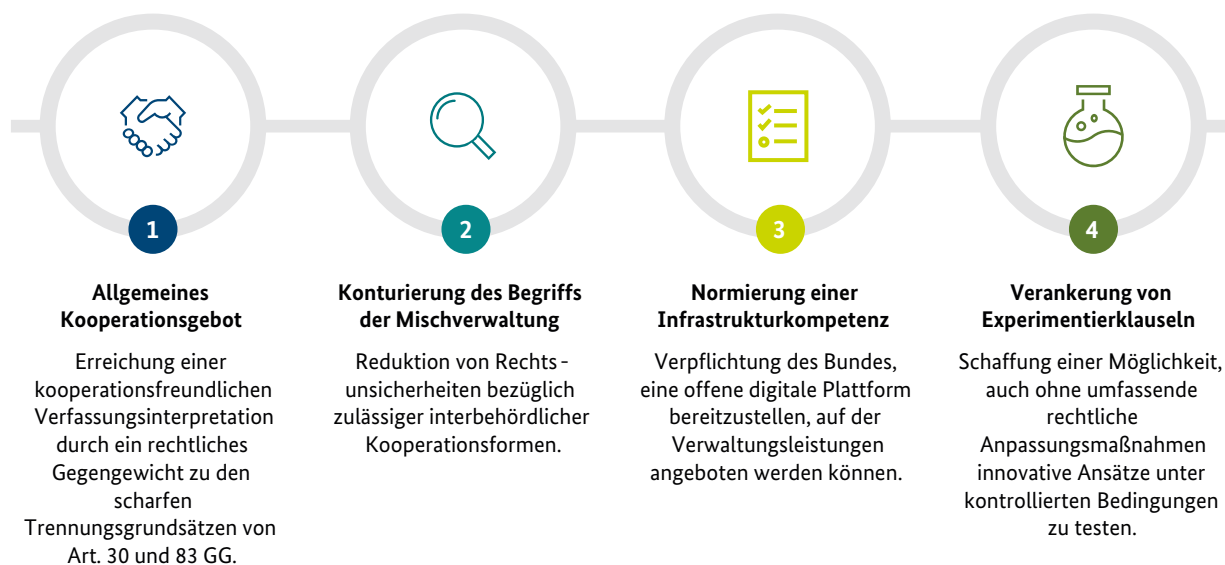 1
Allgemeines
Kooperationsgebot
Erreichung einer
kooperationsfreundlichen
Verfassungsinterpretation
durch ein rechtliches
Gegengewicht zu den
scharfen
Trennungsgrundsätzen von
Art. 30 und 83 GG.
2
Konturierung des Begriffs
der Mischverwaltung
Reduktion von Rechts-
unsicherheiten bezüglich
zulässiger interbehördlicher
Kooperationsformen.
3
Normierung einer
Infrastrukturkompetenz
Verpflichtung des Bundes,
eine offene digitale Plattform
bereitzustellen, auf der
Verwaltungsleistungen
angeboten werden können.
4
Verankerung von
Experimentierklauseln
Schaffung einer Möglichkeit,
auch ohne umfassende
rechtliche
Anpassungsmaßnahmen
innovative Ansätze unter
kontrollierten Bedingungen
zu testen.